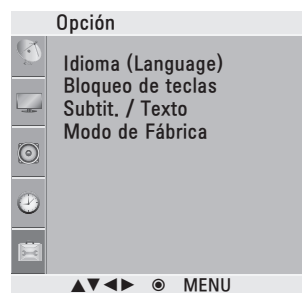 Opción
Idioma (Language)
Bloqueo de teclas
Subtit. / Texto
Modo de Fábrica
▲▼◄► ◉ MENU